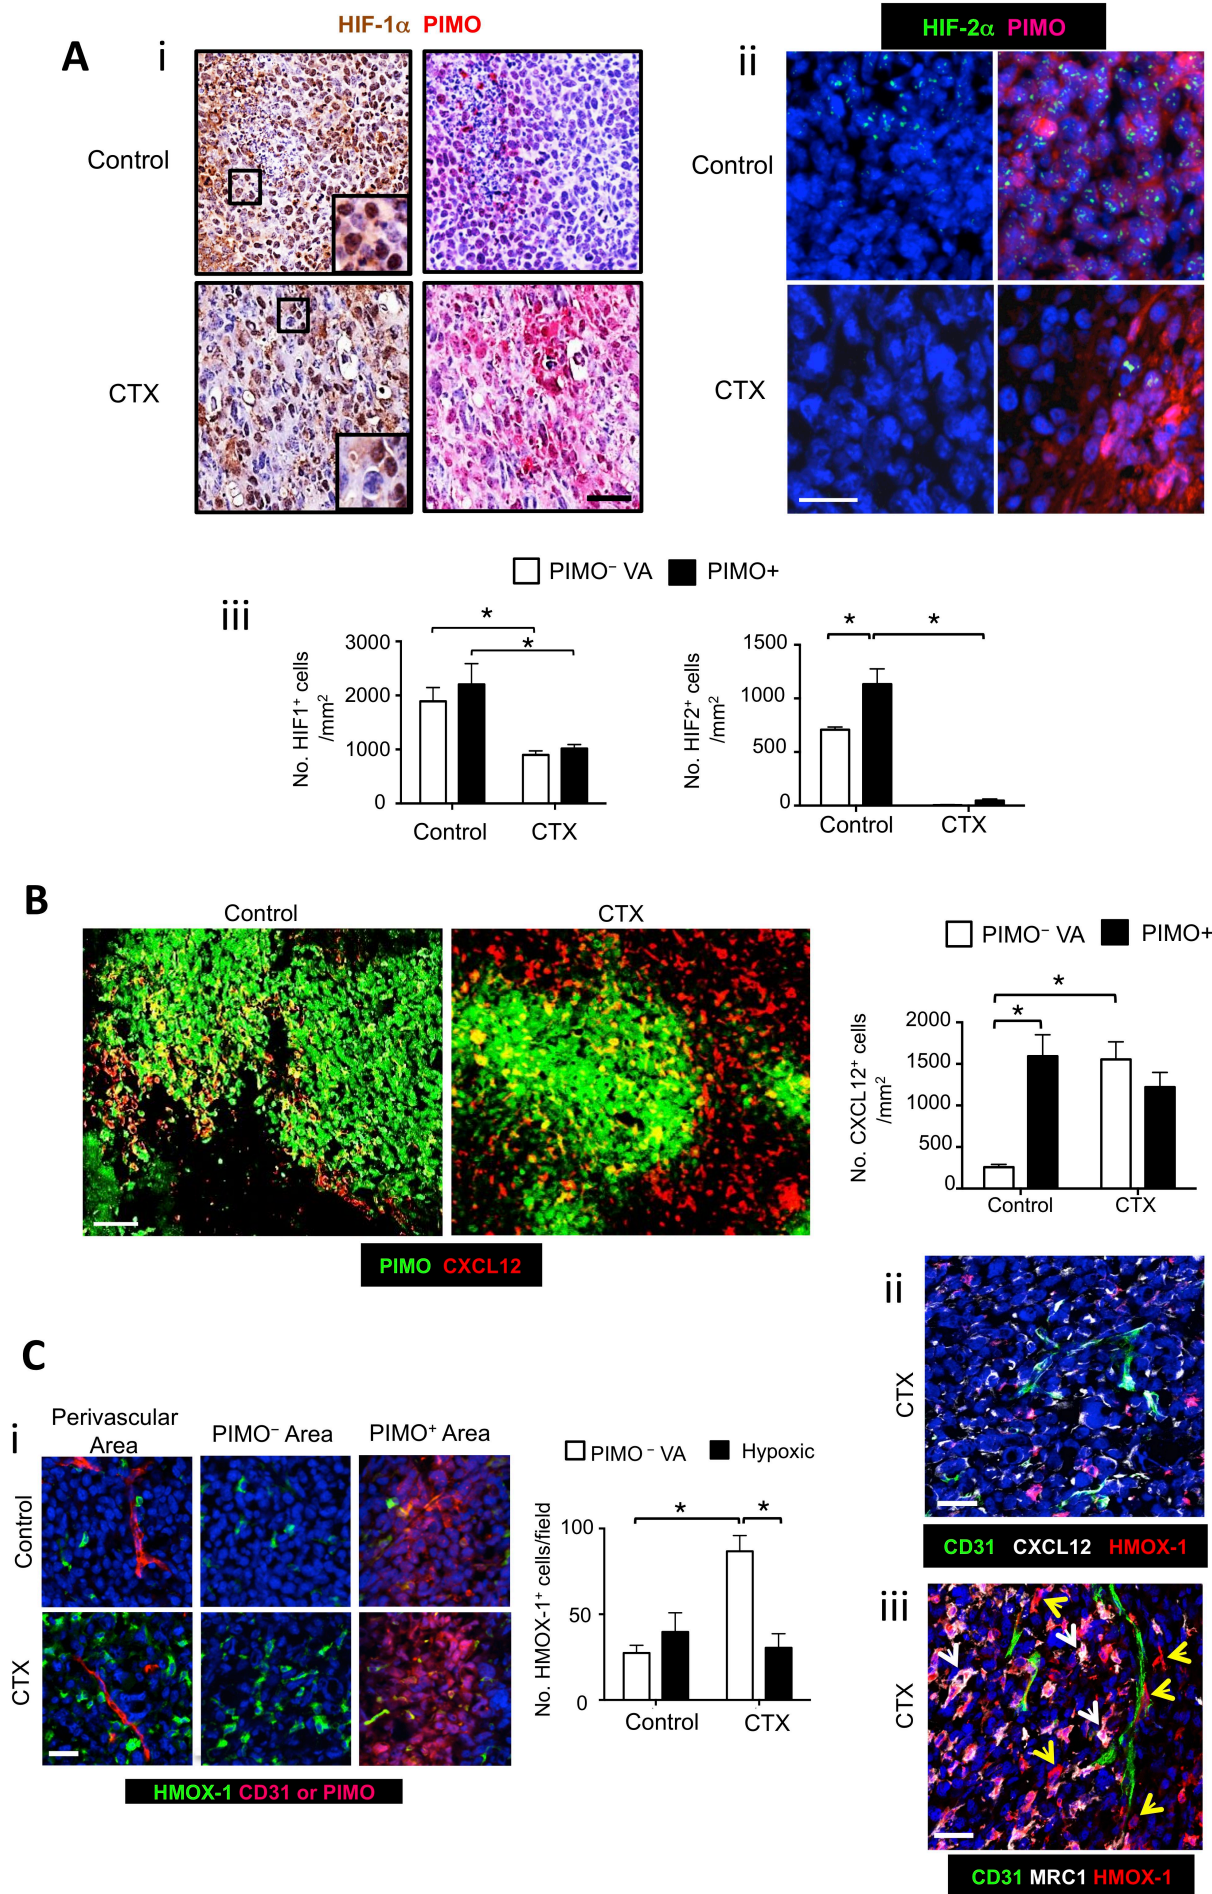 HIF-1α PIMO
HIF-2α PIMO
A
i
ii
Control
Control
CTX
CTX
PIMO− VA
PIMO+
iii
*
*
3000
2000
1000
0
No. HIF1+ cells
/mm2
Control
CTX
*
*
1500
1000
500
0
No. HIF2+ cells
/mm2
Control
CTX
B
Control
CTX
PIMO CXCL12
PIMO− VA
PIMO+
*
*
2000
1500
1000
500
0
No. CXCL12+ cells
/mm2
Control
CTX
C
i
Perivascular
Area
PIMO− Area
PIMO+ Area
Control
CTX
HMOX-1 CD31 or PIMO
PIMO− VA
Hypoxic
*
*
100
50
0
No. HMOX-1+ cells/field
Control
CTX
ii
CTX
CD31 CXCL12 HMOX-1
iii
CTX
CD31 MRC1 HMOX-1